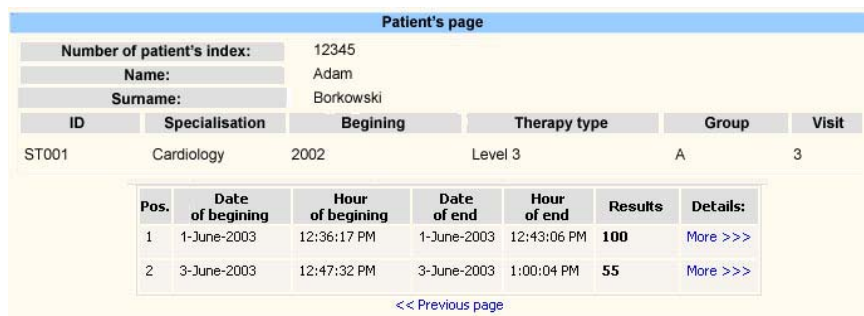 Patient's page
Number of patient's index: 12345
Name: Adam
Surname: Borkowski
ID Specialisation Begining Therapy type Group Visit
ST001 Cardiology 2002 Level 3 A 3
Pos. Date of begining Hour of begining Date of end Hour of end Results Details:
1 1-June-2003 12:36:17 PM 1-June-2003 12:43:06 PM 100 More >>>
2 3-June-2003 12:47:32 PM 3-June-2003 1:00:04 PM 55 More >>>
<< Previous page